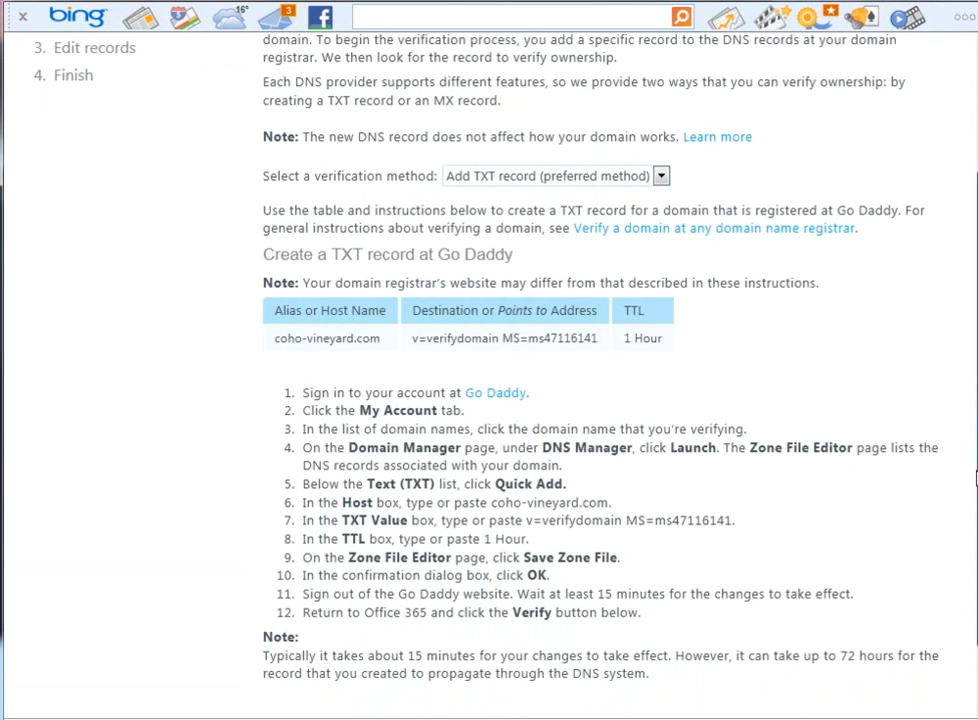 × bing 15° 3
3. Edit records
4. Finish
domain. To begin the verification process, you add a specific record to the DNS records at your domain
registrar. We then look for the record to verify ownership.
Each DNS provider supports different features, so we provide two ways that you can verify ownership: by
creating a TXT record or an MX record.
Note: The new DNS record does not affect how your domain works. Learn more
Select a verification method: Add TXT record (preferred method)
Use the table and instructions below to create a TXT record for a domain that is registered at Go Daddy. For
general instructions about verifying a domain, see Verify a domain at any domain name registrar.
Create a TXT record at Go Daddy
Note: Your domain registrar's website may differ from that described in these instructions.
Alias or Host Name Destination or Points to Address TTL
coho-vineyard.com v=verifydomain MS=ms47116141 1 Hour
1. Sign in to your account at Go Daddy.
2. Click the My Account tab.
3. In the list of domain names, click the domain name that you're verifying.
4. On the Domain Manager page, under DNS Manager, click Launch. The Zone File Editor page lists the
DNS records associated with your domain.
5. Below the Text (TXT) list, click Quick Add.
6. In the Host box, type or paste coho-vineyard.com.
7. In the TXT Value box, type or paste v=verifydomain MS=ms47116141.
8. In the TTL box, type or paste 1 Hour.
9. On the Zone File Editor page, click Save Zone File.
10. In the confirmation dialog box, click OK.
11. Sign out of the Go Daddy website. Wait at least 15 minutes for the changes to take effect.
12. Return to Office 365 and click the Verify button below.
Note:
Typically it takes about 15 minutes for your changes to take effect. However, it can take up to 72 hours for the
record that you created to propagate through the DNS system.